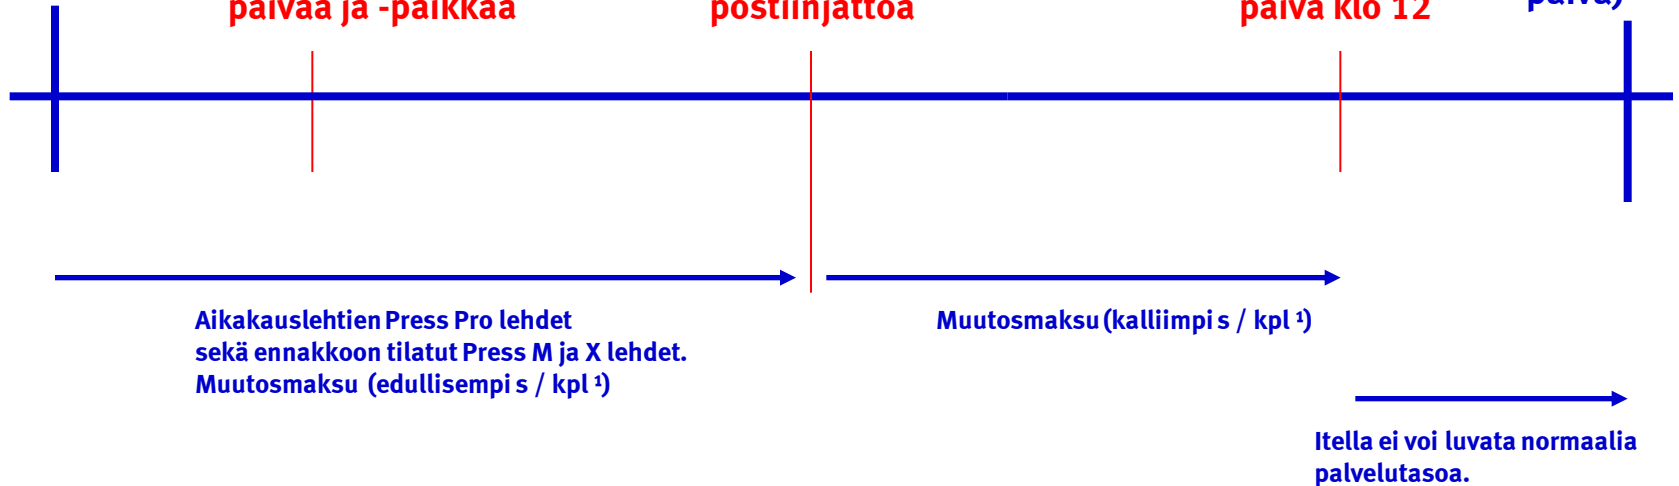 päivää ja -paikkaa
postiinjättöä
päivä klo 12
päivä)
Aikakauslehtien Press Pro lehdet
sekä ennakkoon tilatut Press M ja X lehdet.
Muutosmaksu (edullisempi s / kpl ¹)
Muutosmaksu (kalliimpi s / kpl ¹)
Itella ei voi luvata normaalia
palvelutasoa.